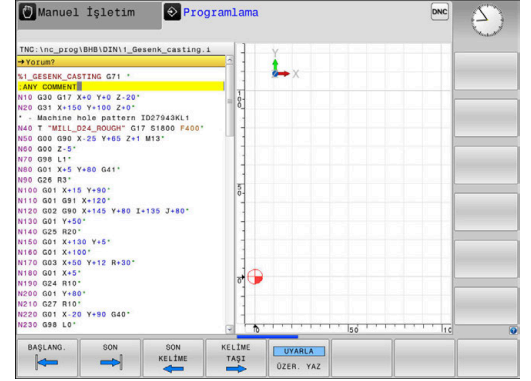 Manuel İşletim
Programlama
DNC
TNC:\nc_prog\BHB\DIN\1_Gesenk_casting.i
→Yorum?
%1_GESENK_CASTING G71 *
;ANY COMMENT
N10 G30 G17 X+0 Y+0 Z-20*
N20 G31 X+150 Y+100 Z+0*
* - Machine hole pattern ID27943KL1
N40 T "MILL_D24_ROUGH" G17 S1800 F400*
N50 G00 G90 X-25 Y+65 Z+1 M13*
N60 G00 Z-5*
N70 G98 L1*
N80 G01 X+5 Y+80 G41*
N90 G26 R3*
N100 G01 X+15 Y+90*
N110 G01 G91 X+120*
N120 G02 G90 X+145 Y+80 I+135 J+80*
N130 G01 Y+50*
N140 G25 R20*
N150 G01 X+130 Y+5*
N160 G01 X+100*
N170 G03 X+50 Y+12 R+30*
N180 G01 X+5*
N190 G24 R10*
N200 G01 Y+80*
N210 G27 R10*
N220 G01 X-20 Y+90 G40*
N230 G98 L0*
Y
X
BAŞLANG.
SON
SON KELİME
KELİME TAŞI
UYARLA
ÜZER. YAZ